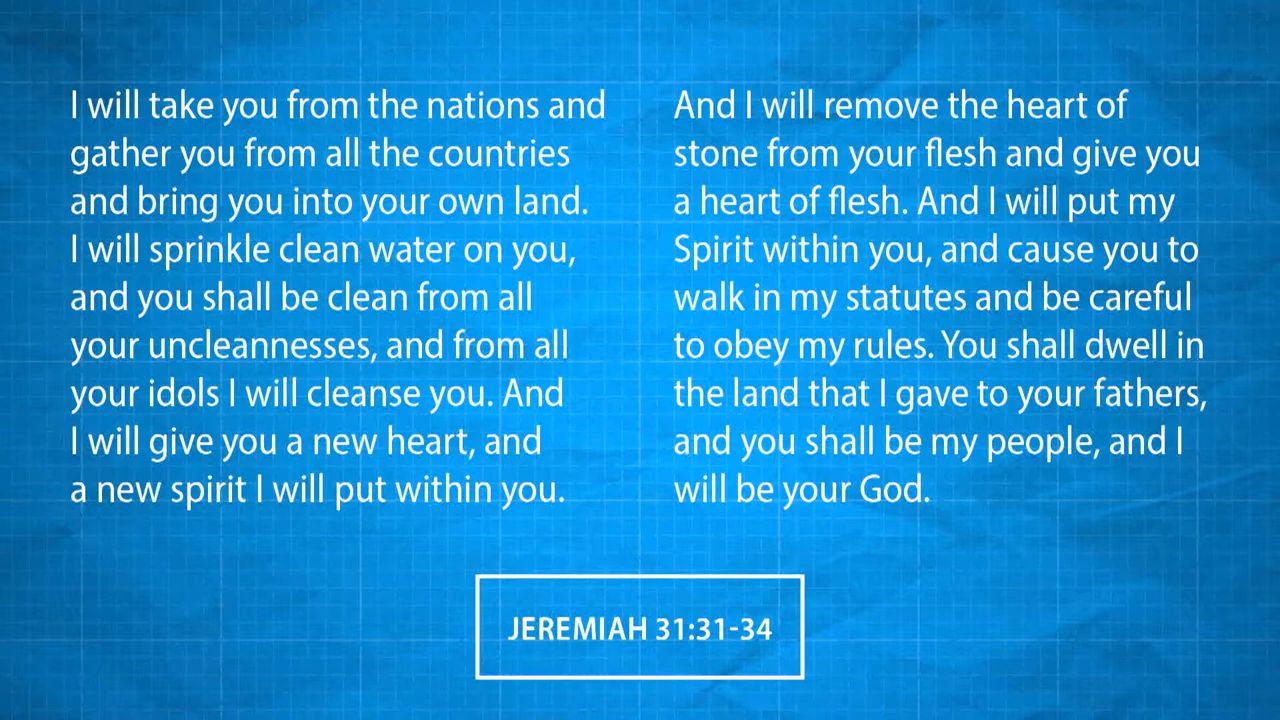 I will take you from the nations and
gather you from all the countries
and bring you into your own land.
I will sprinkle clean water on you,
and you shall be clean from all
your uncleannesses, and from all
your idols I will cleanse you. And
I will give you a new heart, and
a new spirit I will put within you.
And I will remove the heart of
stone from your flesh and give you
a heart of flesh. And I will put my
Spirit within you, and cause you to
walk in my statutes and be careful
to obey my rules. You shall dwell in
the land that I gave to your fathers,
and you shall be my people, and I
will be your God.
JEREMIAH 31:31-34